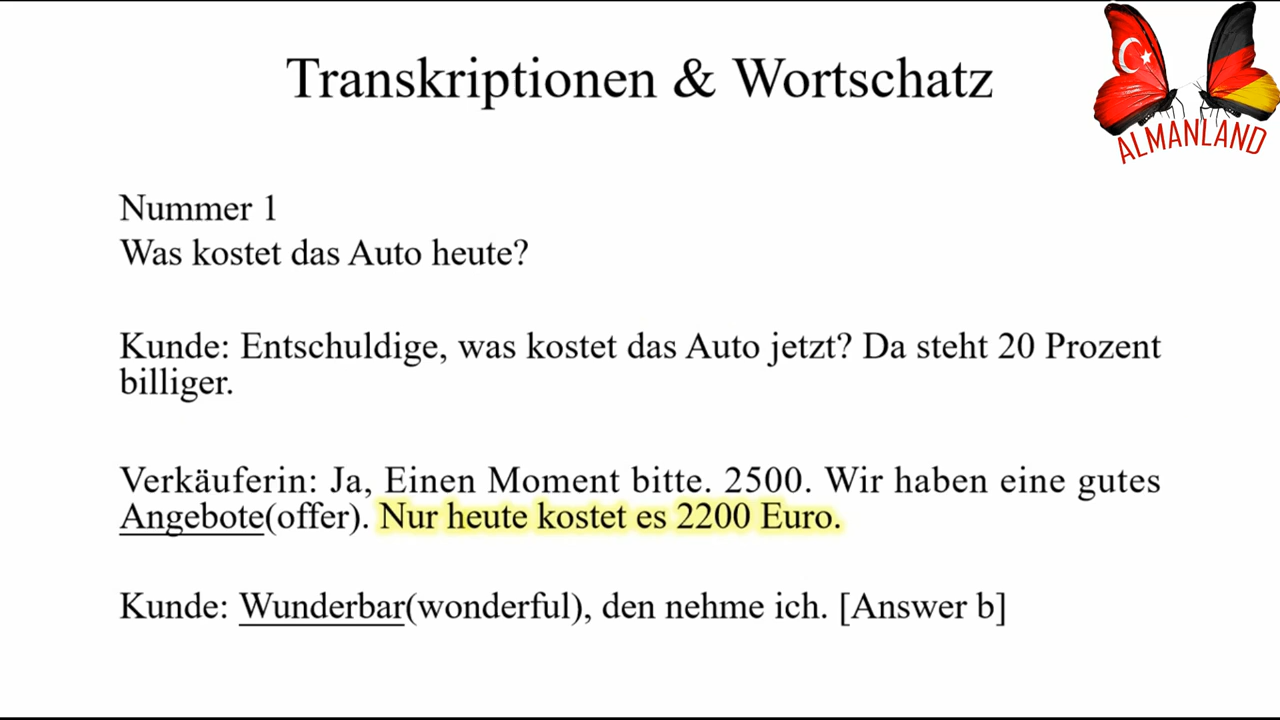 Transkriptionen & Wortschatz
ALMANLAND
Nummer 1
Was kostet das Auto heute?
Kunde: Entschuldige, was kostet das Auto jetzt? Da steht 20 Prozent
billiger.
Verkäuferin: Ja, Einen Moment bitte. 2500. Wir haben eine gutes
Angebote(offer). Nur heute kostet es 2200 Euro.
Kunde: Wunderbar(wonderful), den nehme ich. [Answer b]